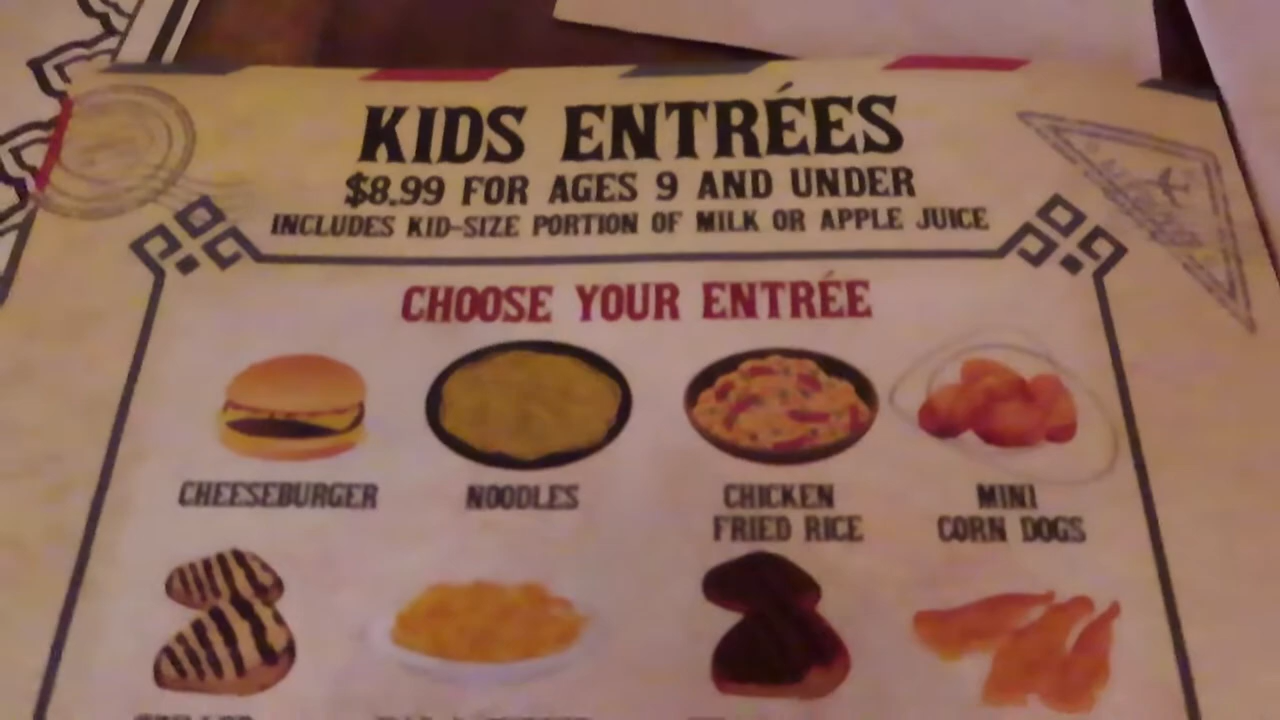 KIDS ENTRÉES
$8.99 FOR AGES 9 AND UNDER
INCLUDES KID-SIZE PORTION OF MILK OR APPLE JUICE
CHOOSE YOUR ENTRÉE
CHEESEBURGER NOODLES CHICKEN FRIED RICE MINI CORN DOGS